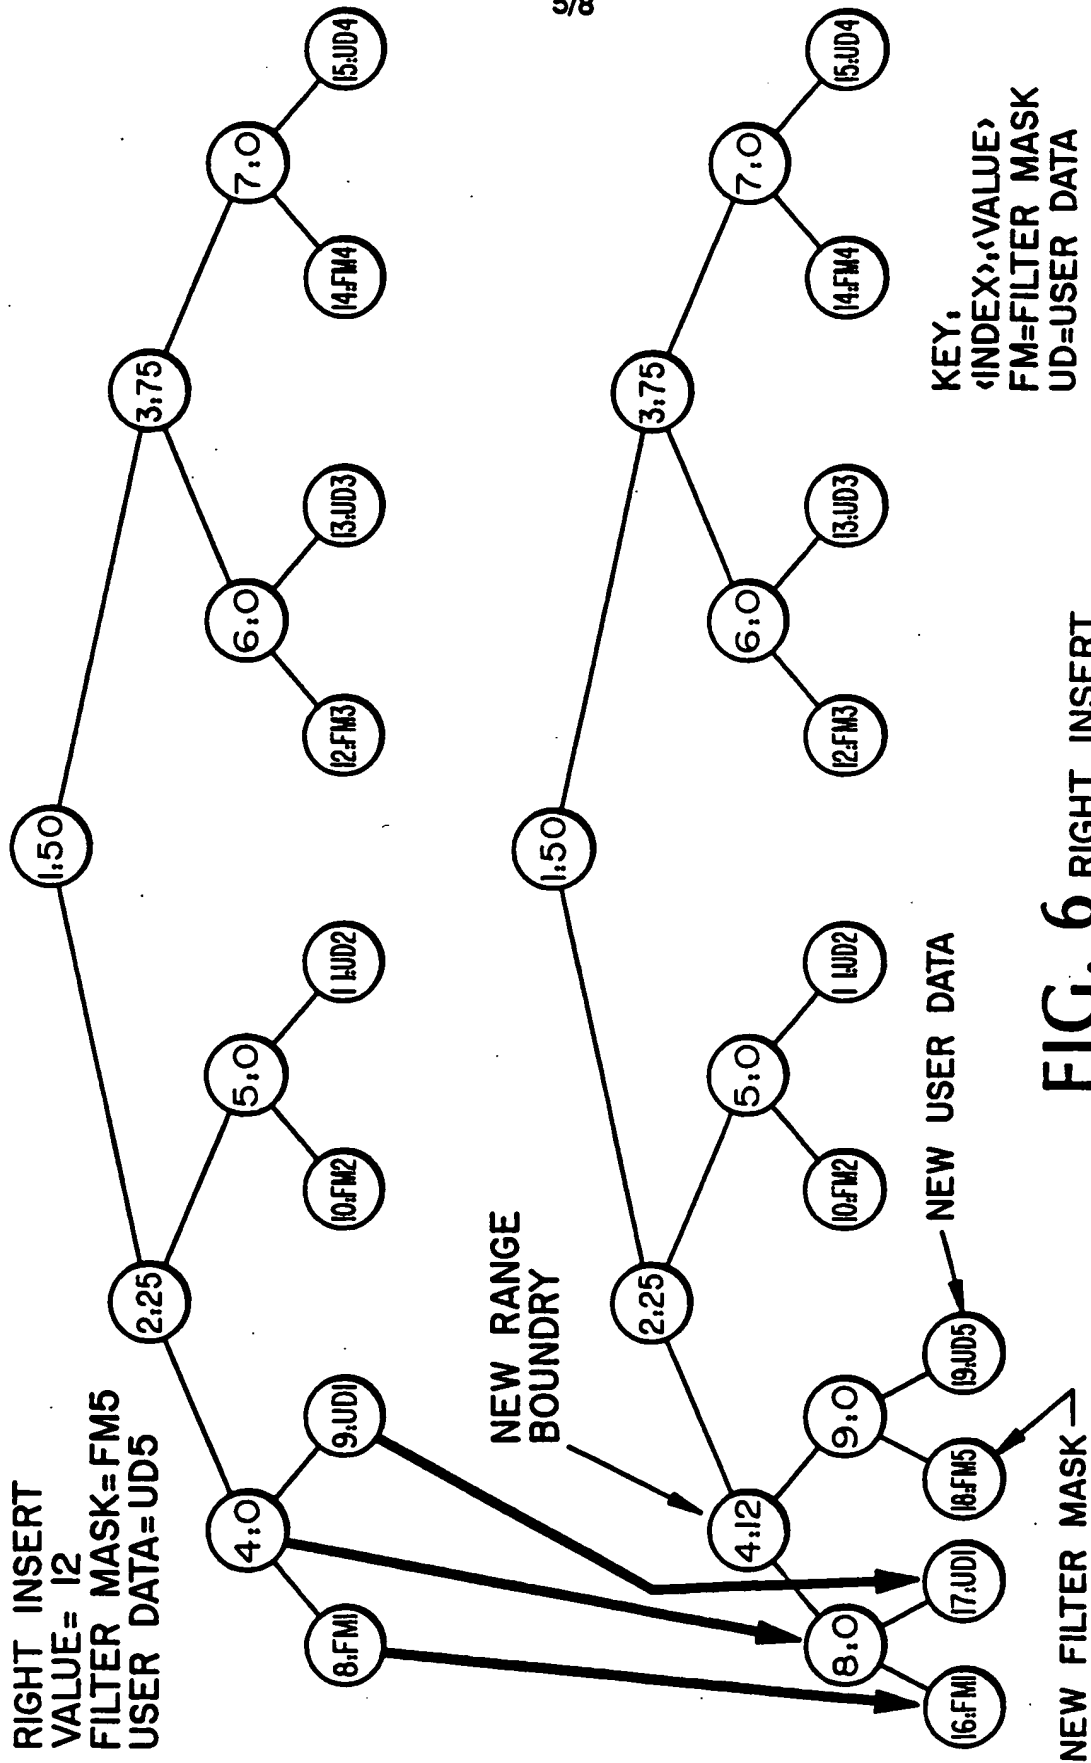 5/8
RIGHT INSERT
VALUE= 12
FILTER MASK=FM5
USER DATA=UD5
1:50
2:25
3:75
4:0
5:0
6:0
7:0
8:FM1
9:UD1
10:FM2
11:UD2
12:FM3
13:UD3
14:FM4
15:UD4
NEW RANGE
BOUNDRY
1:50
2:25
3:75
4:12
5:0
6:0
7:0
8:0
9:0
10:FM2
11:UD2
12:FM3
13:UD3
14:FM4
15:UD4
16:FM1
17:UD1
18:FM5
19:UD5
NEW USER DATA
NEW FILTER MASK
KEY:
<INDEX>:<VALUE>
FM=FILTER MASK
UD=USER DATA
FIG. 6 RIGHT INSERT